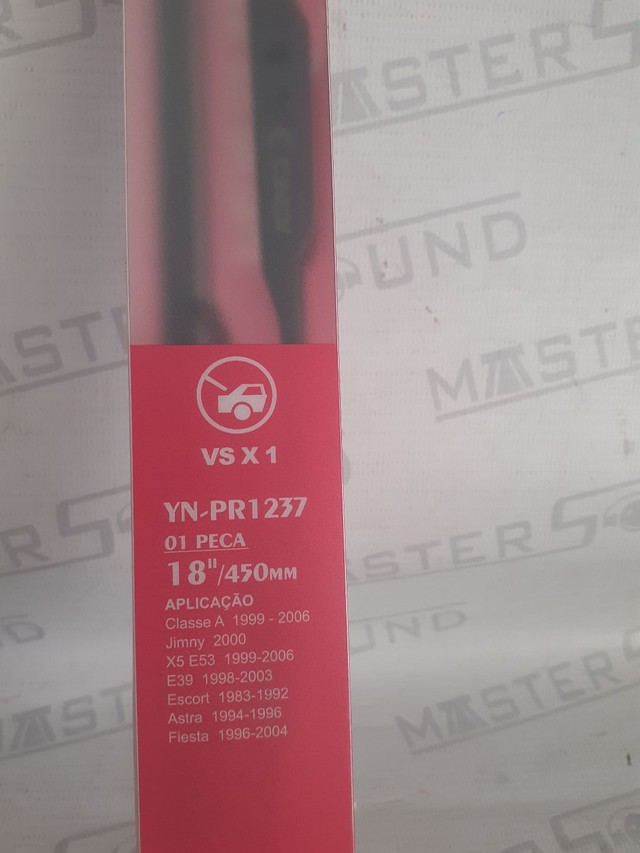 MASTER SOUND
VS X 1
YN-PR1237
01 PECA
18"/450MM
APLICAÇÃO
Classe A 1999 - 2006
Jimny 2000
X5 E53 1999-2006
E39 1998-2003
Escort 1983-1992
Astra 1994-1996
Fiesta 1996-2004